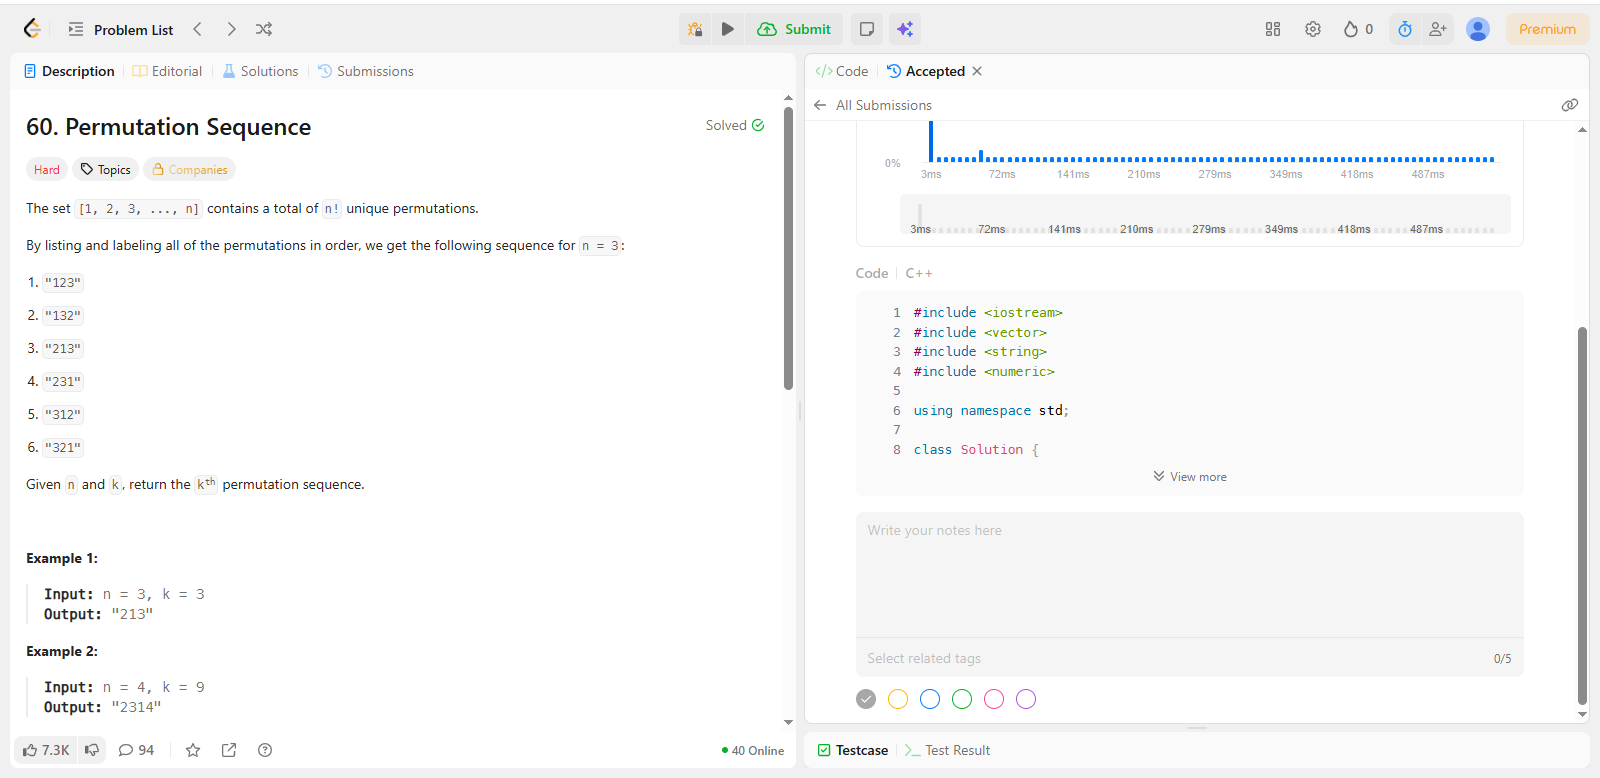 Problem List
Submit
0
Premium
Description
Editorial
Solutions
Submissions
60. Permutation Sequence
Solved
Hard
Topics
Companies
The set [1, 2, 3, ..., n] contains a total of n! unique permutations.
By listing and labeling all of the permutations in order, we get the following sequence for n = 3:
1. "123"
2. "132"
3. "213"
4. "231"
5. "312"
6. "321"
Given n and k, return the kth permutation sequence.
Example 1:
Input: n = 3, k = 3
Output: "213"
Example 2:
Input: n = 4, k = 9
Output: "2314"
7.3K
94
40 Online
</> Code
Accepted
All Submissions
0%
3ms 72ms 141ms 210ms 279ms 349ms 418ms 487ms
3ms 72ms 141ms 210ms 279ms 349ms 418ms 487ms
Code
C++
1 #include <iostream>
2 #include <vector>
3 #include <string>
4 #include <numeric>
5
6 using namespace std;
7
8 class Solution {
View more
Write your notes here
Select related tags
0/5
Testcase
Test Result